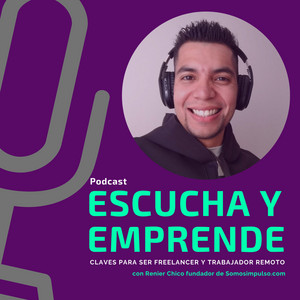 Podcast
ESCUCHA Y
EMPRENDE
CLAVES PARA SER FREELANCER Y TRABAJADOR REMOTO
con Renier Chico fundador de Somosimpulso.com